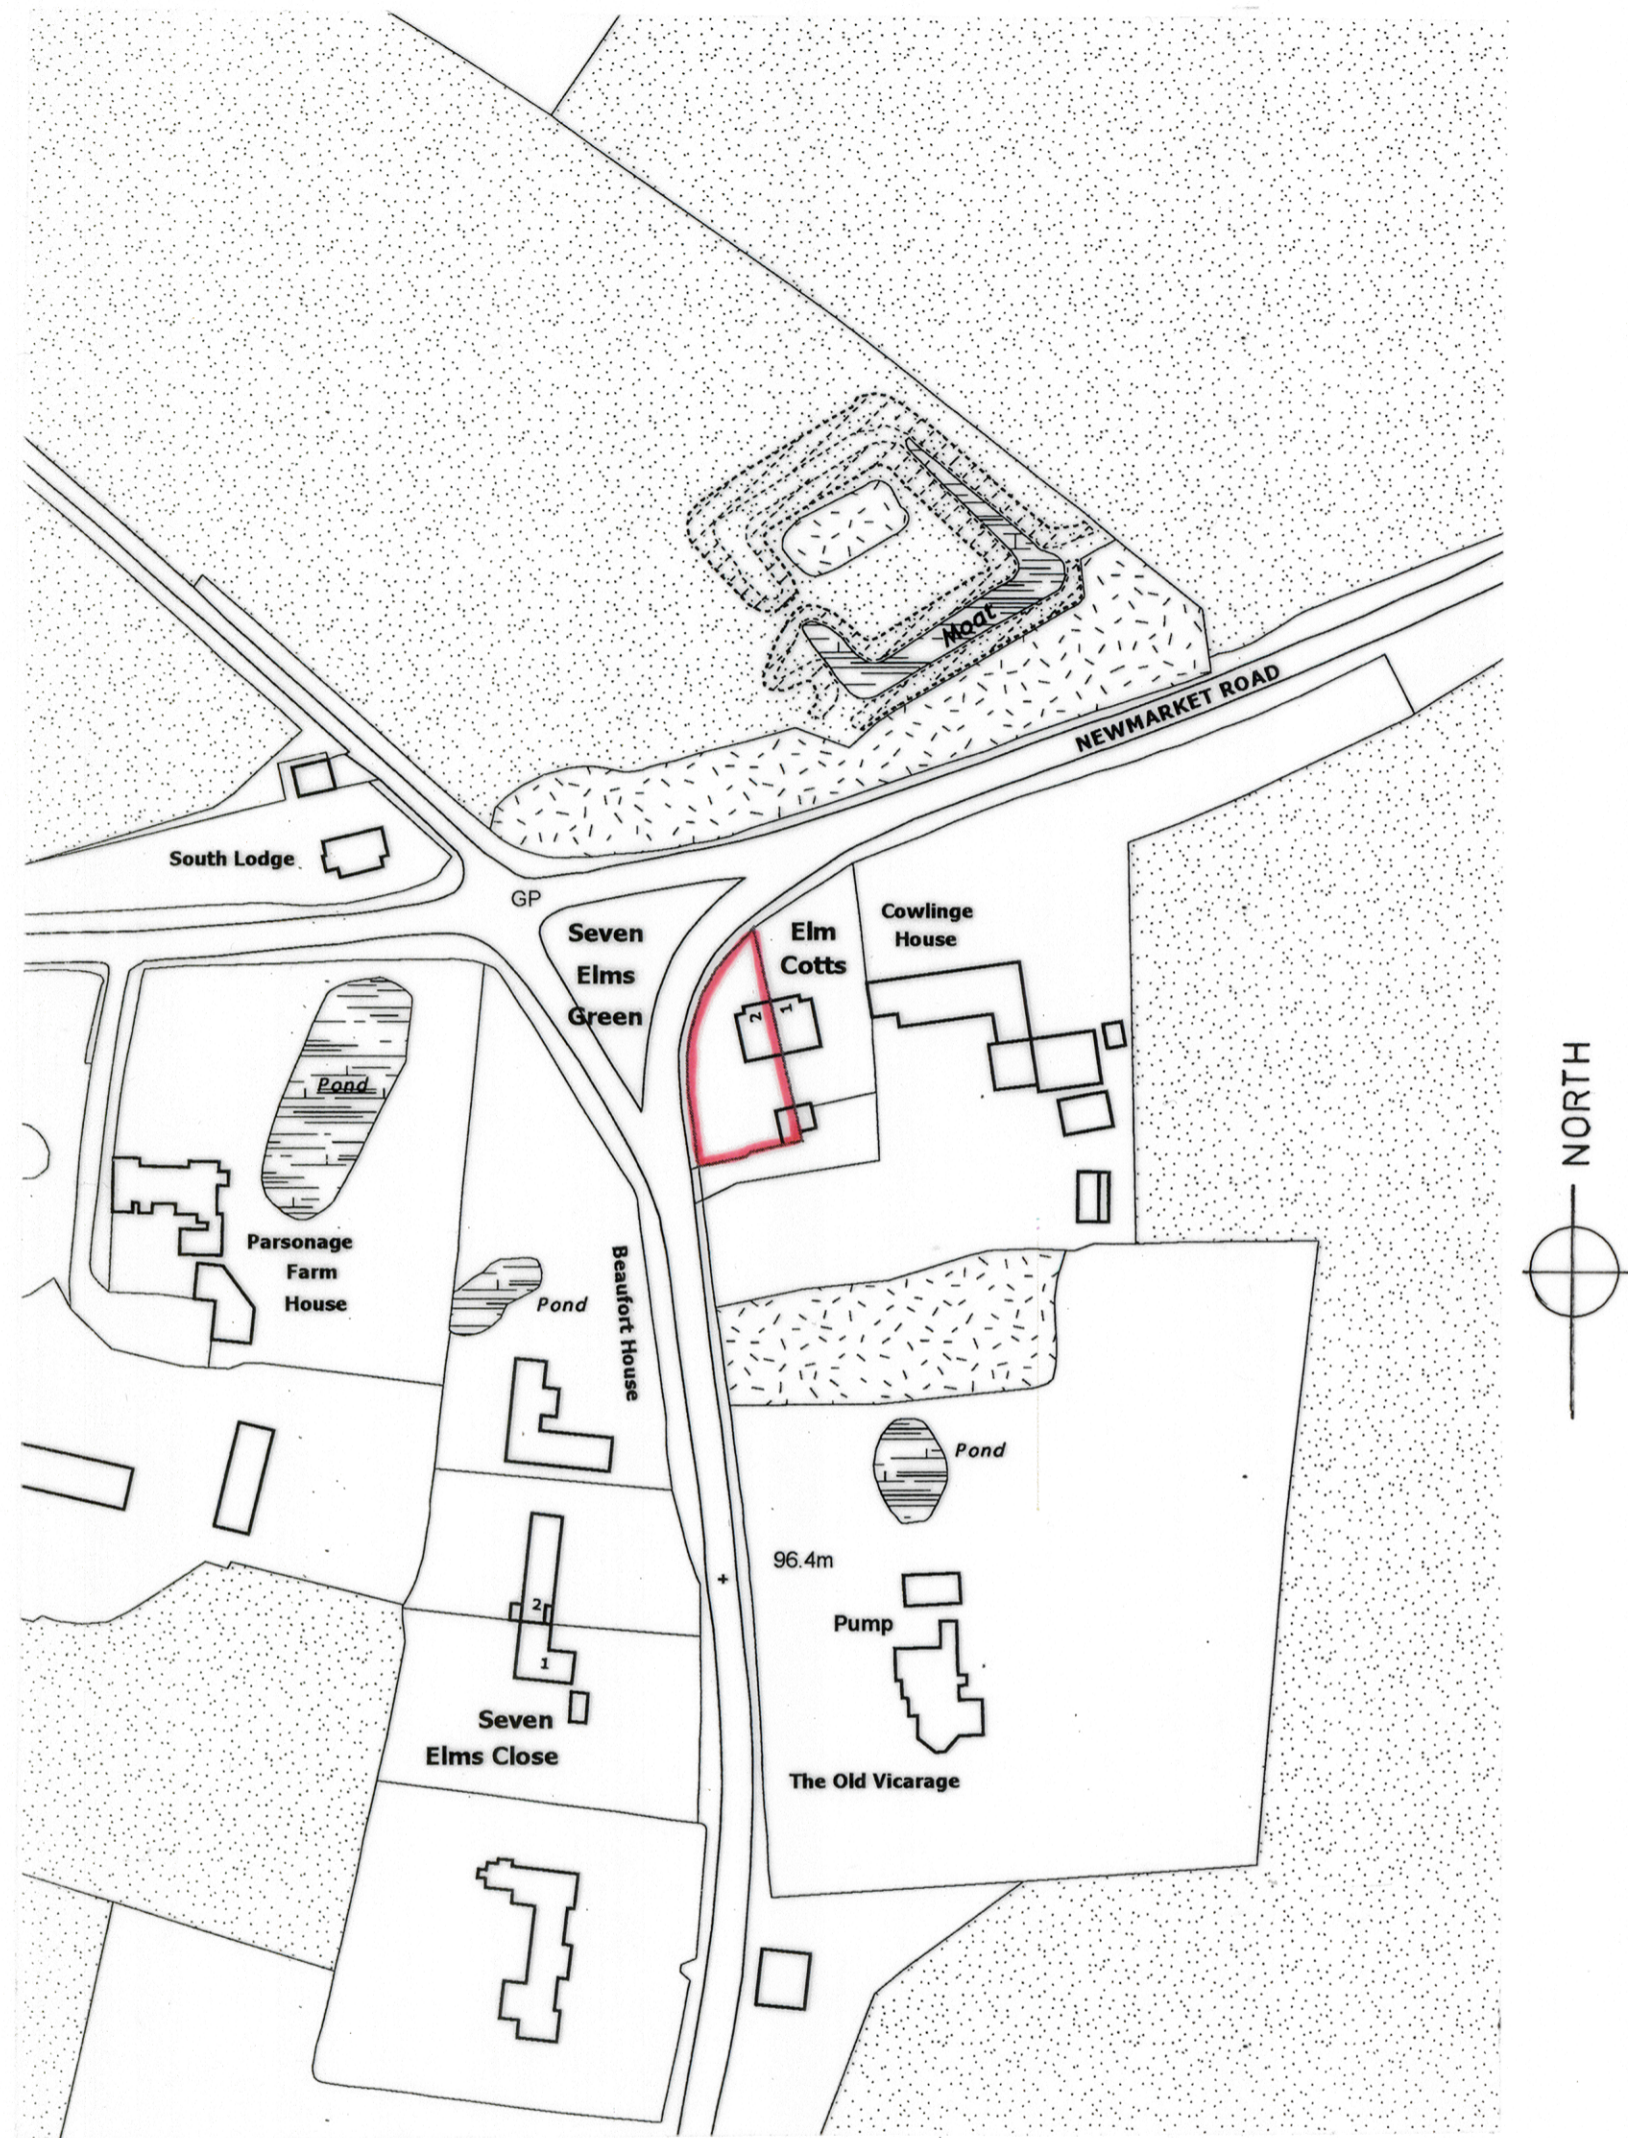 Moat
NEWMARKET ROAD
South Lodge
GP
Seven
Elms
Green
Elm
Cotts
Cowlinge
House
2
1
Pond
NORTH
Parsonage
Farm
House
Pond
Beaufort House
Pond
96.4m
Pump
2
1
Seven
Elms Close
The Old Vicarage